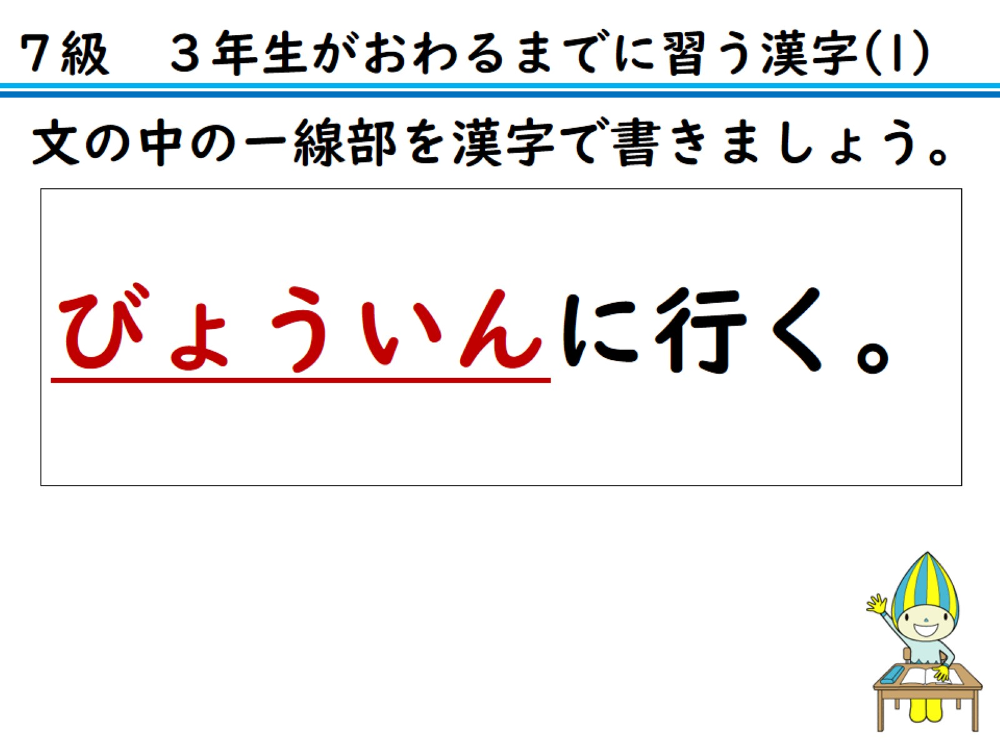 ７級　３年生がおわるまでに習う漢字(1)
文の中の一線部を漢字で書きましょう。
びょういんに行く。